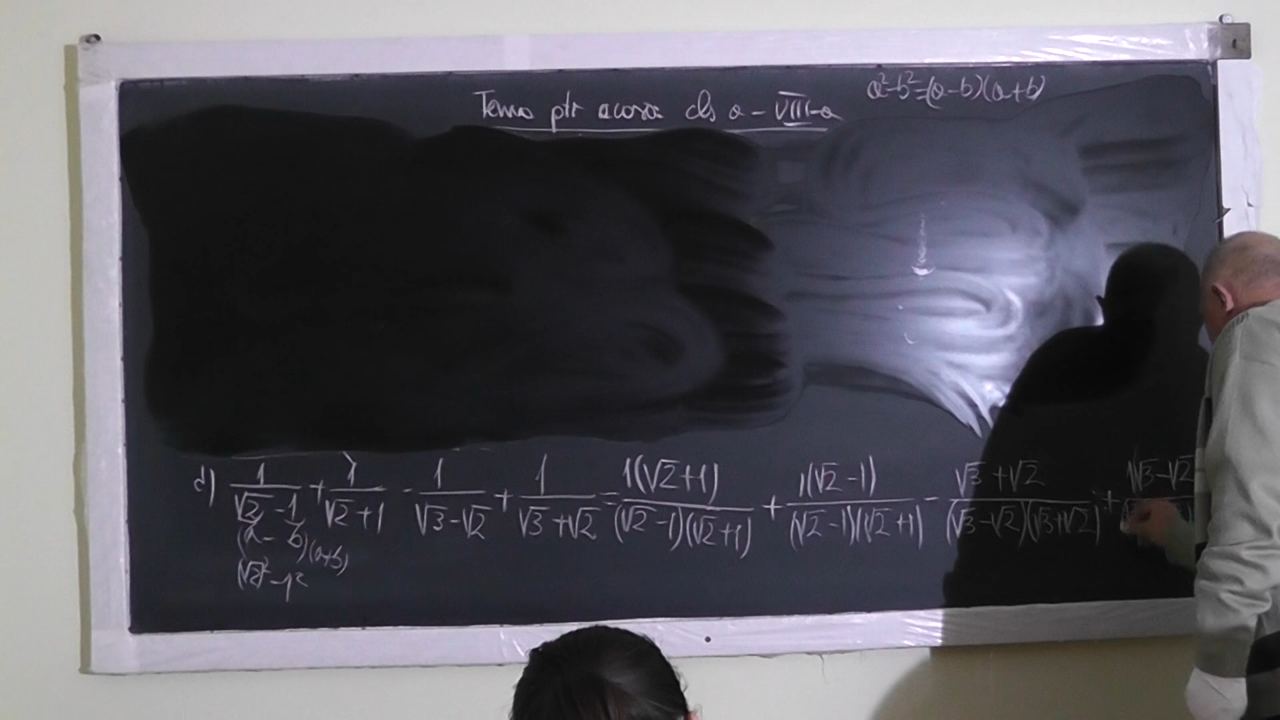 a²-b²=(a-b)(a+b)
Tema ptr acasa cls a - VIII-a
d) 1/(√2-1) + 1/(√2+1) - 1/(√3-√2) + 1/(√3+√2) = 1(√2+1)/((√2-1)(√2+1)) + 1(√2-1)/((√2-1)(√2+1)) - (√3+√2)/((√3-√2)(√3+√2)) + 1(√3-√2
(a - b)(a+b)
(√2)²-1²